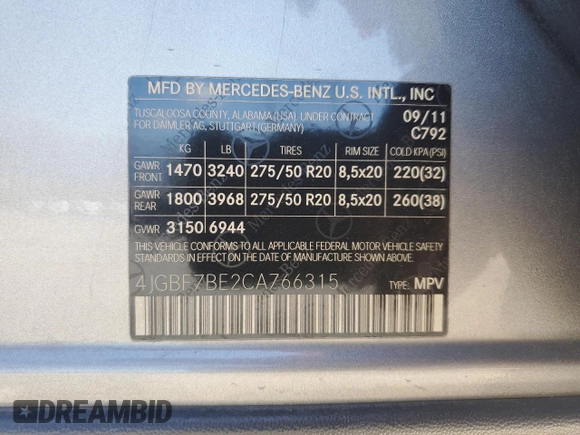 MFD BY MERCEDES-BENZ U.S. INTL., INC
TUSCALOOSA COUNTY, ALABAMA (USA), UNDER CONTRACT
FOR DAIMLER AG, STUTTGART (GERMANY)
09/11
C792
KG LB TIRES RIM SIZE COLD KPA(PSI)
GAWR FRONT 1470 3240 275/50 R20 8,5x20 220(32)
GAWR REAR 1800 3968 275/50 R20 8,5x20 260(38)
GVWR 3150 6944
THIS VEHICLE CONFORMS TO ALL APPLICABLE FEDERAL MOTOR VEHICLE SAFETY
STANDARDS IN EFFECT ON THE DATE OF MANUFACTURE SHOWN ABOVE.
4JGBF7BE2CA766315 TYPE: MPV
DREAMBID